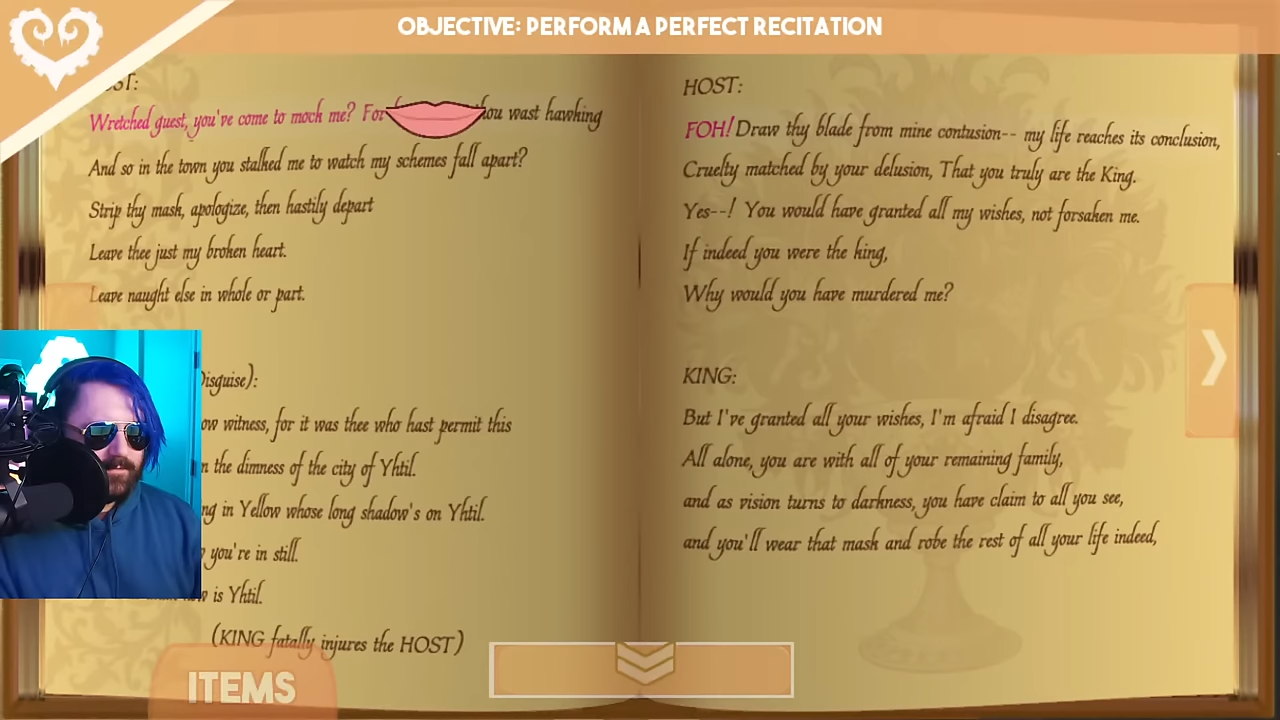 OBJECTIVE: PERFORM A PERFECT RECITATION
Wretched guest, you've come to mock me? For thou wast hawking
And so in the town you stalked me to watch my schemes fall apart?
Strip thy mask, apologize, then hastily depart
Leave thee just my broken heart.
Leave naught else in whole or part.
Disguise):
witness, for it was thee who hast permit this
the dimness of the city of Yhtil.
in Yellow whose long shadow's on Yhtil.
you're in still.
is Yhtil.
(KING fatally injures the HOST)
HOST:
FOH! Draw thy blade from mine contusion-- my life reaches its conclusion,
Cruelty matched by your delusion, That you truly are the King.
Yes--! You would have granted all my wishes, not forsaken me.
If indeed you were the king,
Why would you have murdered me?
KING:
But I've granted all your wishes, I'm afraid I disagree.
All alone, you are with all of your remaining family,
and as vision turns to darkness, you have claim to all you see,
and you'll wear that mask and robe the rest of all your life indeed,
ITEMS